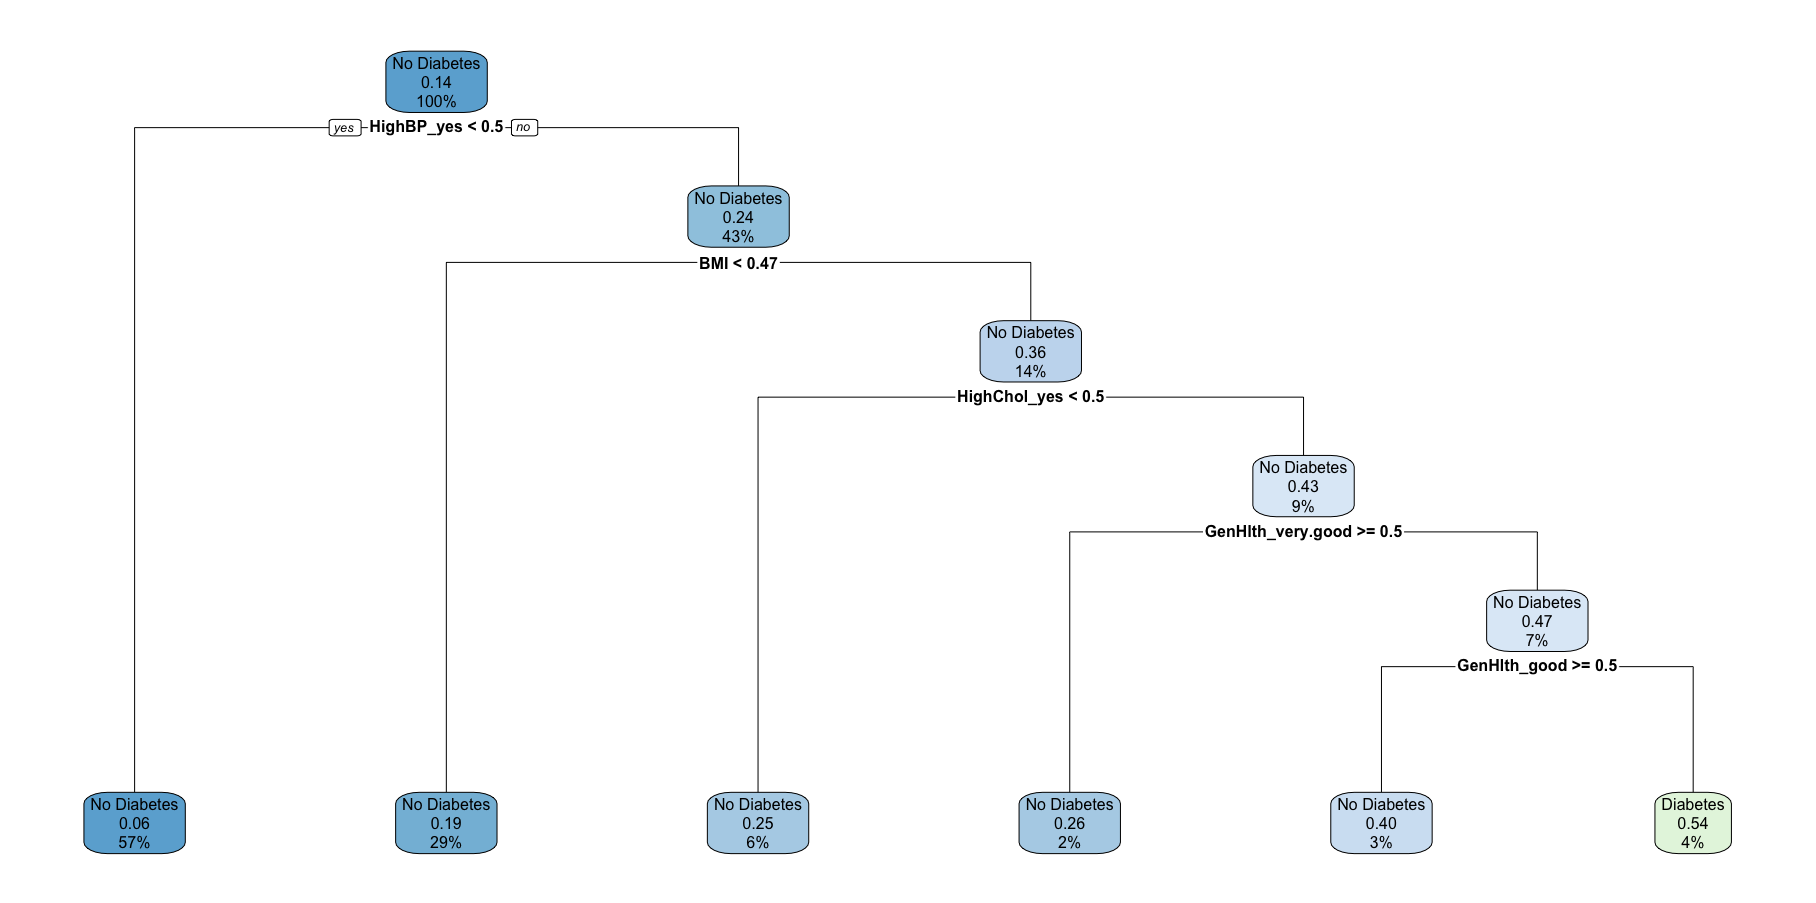 No Diabetes
0.14
100%
yes HighBP_yes < 0.5 no
No Diabetes
0.24
43%
BMI < 0.47
No Diabetes
0.36
14%
HighChol_yes < 0.5
No Diabetes
0.43
9%
GenHlth_very.good >= 0.5
No Diabetes
0.47
7%
GenHlth_good >= 0.5
No Diabetes
0.06
57%
No Diabetes
0.19
29%
No Diabetes
0.25
6%
No Diabetes
0.26
2%
No Diabetes
0.40
3%
Diabetes
0.54
4%